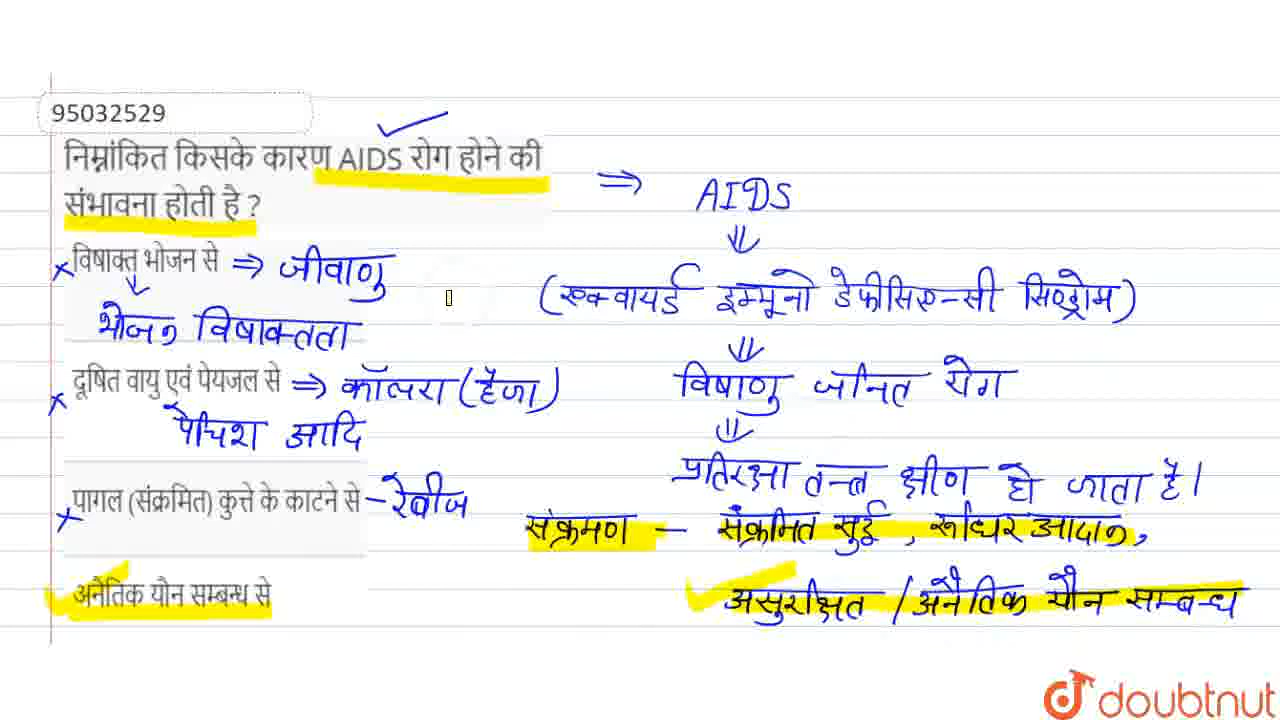 95032529
निम्नांकित किसके कारण AIDS रोग होने की
संभावना होती है ?
विषाक्त भोजन से ⇒ जीवाणु
भोजन विषाक्तता
दूषित वायु एवं पेयजल से ⇒ कॉलरा (हैजा)
पेचिश आदि
पागल (संक्रमित) कुत्ते के काटने से – रेबीज
अनैतिक यौन सम्बन्ध से
⇒ AIDS
(एक्वायर्ड इम्यूनो डेफीसिएन्सी सिण्ड्रोम)
विषाणु जनित रोग
प्रतिरक्षा तन्त्र क्षीण हो जाता है।
संक्रमण – संक्रमित सुई, रूधिर आदान,
असुरक्षित / अनैतिक यौन सम्बन्ध
doubtnut